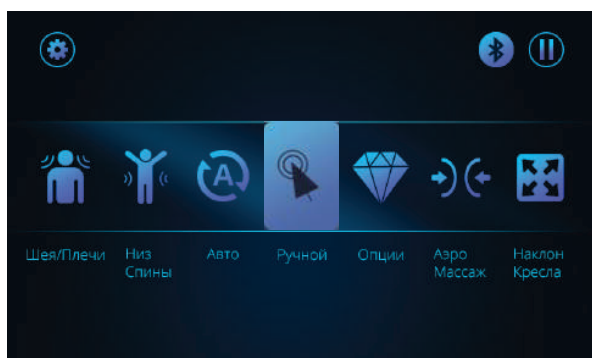 A
Шея/Плечи
Низ
Спины
Авто
Ручной
Опции
Аэро
Массаж
Наклон
Кресла